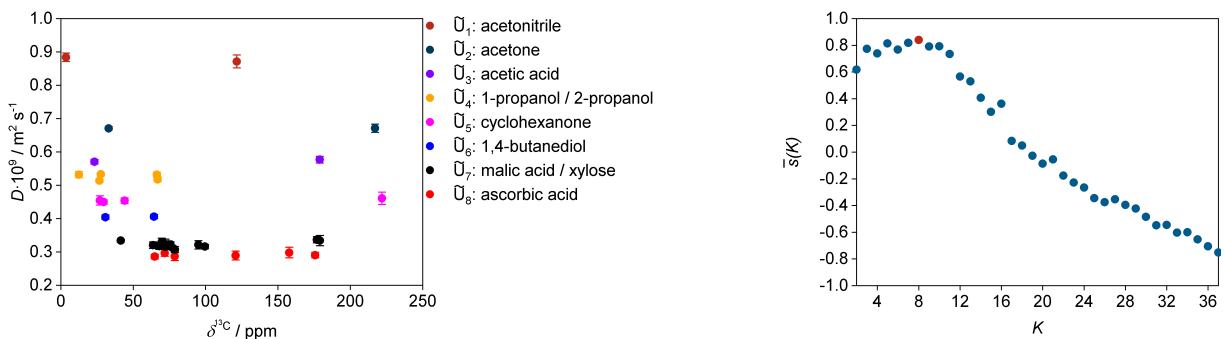 1.0
0.9
0.8
0.7
0.6
0.5
0.4
0.3
0.2
D·10⁹ / m² s⁻¹
0 50 100 150 200 250
δ¹³C / ppm
Ũ₁: acetonitrile
Ũ₂: acetone
Ũ₃: acetic acid
Ũ₄: 1-propanol / 2-propanol
Ũ₅: cyclohexanone
Ũ₆: 1,4-butanediol
Ũ₇: malic acid / xylose
Ũ₈: ascorbic acid
1.0
0.8
0.6
0.4
0.2
0.0
-0.2
-0.4
-0.6
-0.8
-1.0
s̅(K)
4 8 12 16 20 24 28 32 36
K